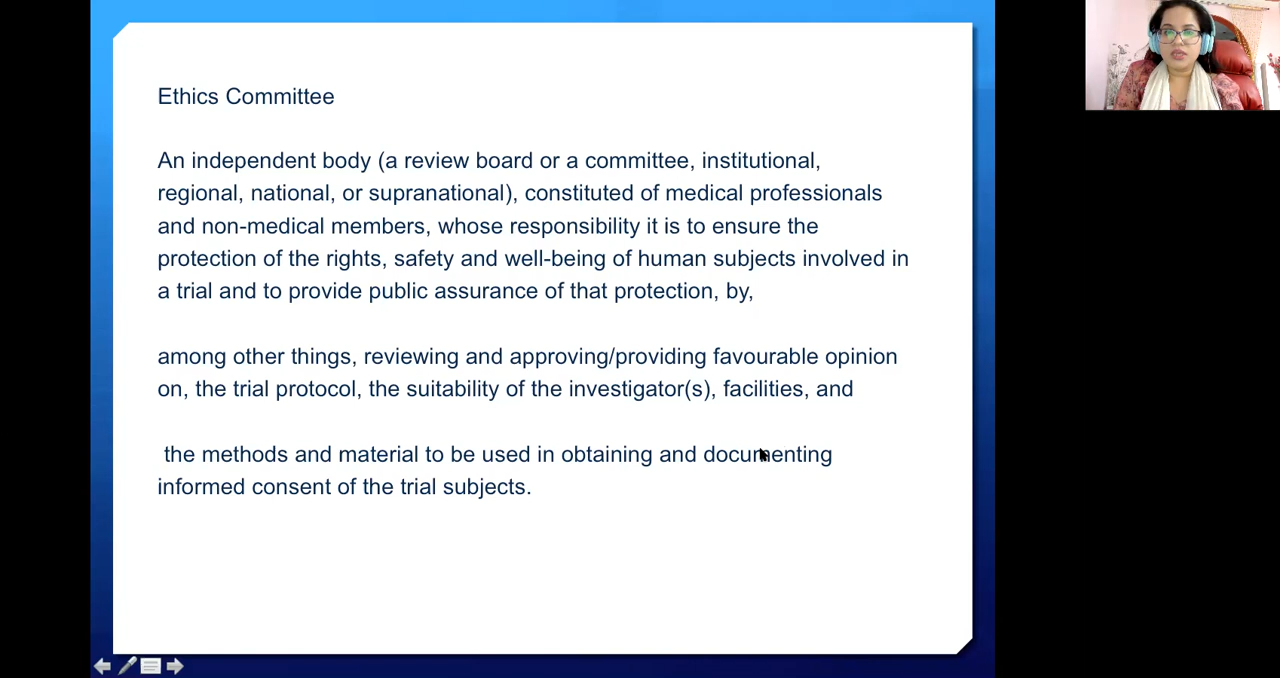 Ethics Committee
An independent body (a review board or a committee, institutional,
regional, national, or supranational), constituted of medical professionals
and non-medical members, whose responsibility it is to ensure the
protection of the rights, safety and well-being of human subjects involved in
a trial and to provide public assurance of that protection, by,
among other things, reviewing and approving/providing favourable opinion
on, the trial protocol, the suitability of the investigator(s), facilities, and
the methods and material to be used in obtaining and documenting
informed consent of the trial subjects.